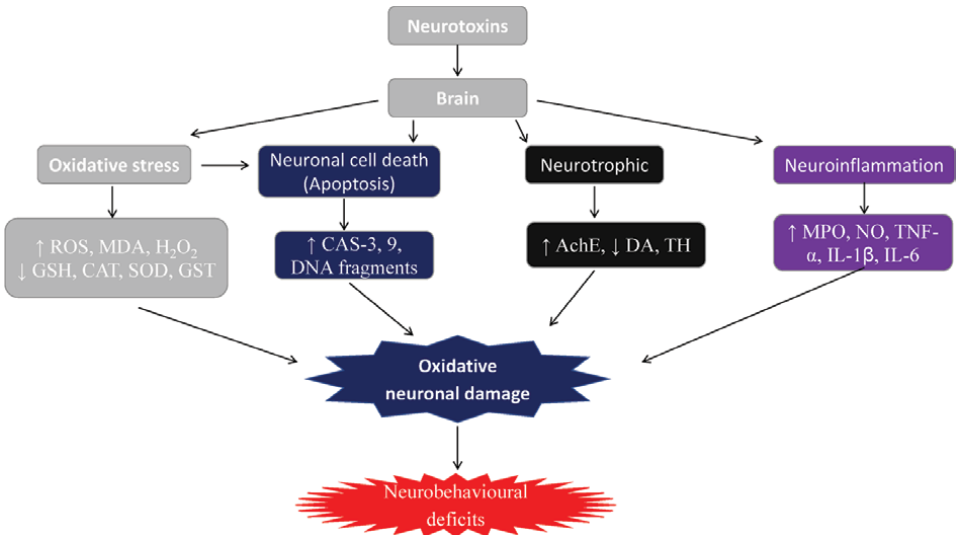 Neurotoxins
Brain
Oxidative stress
Neuronal cell death
(Apoptosis)
Neurotrophic
Neuroinflammation
↑ ROS, MDA, H₂O₂
↓ GSH, CAT, SOD, GST
↑ CAS-3, 9,
DNA fragments
↑ AchE, ↓ DA, TH
↑ MPO, NO, TNF-
α, IL-1β, IL-6
Oxidative
neuronal damage
Neurobehavioural
deficits